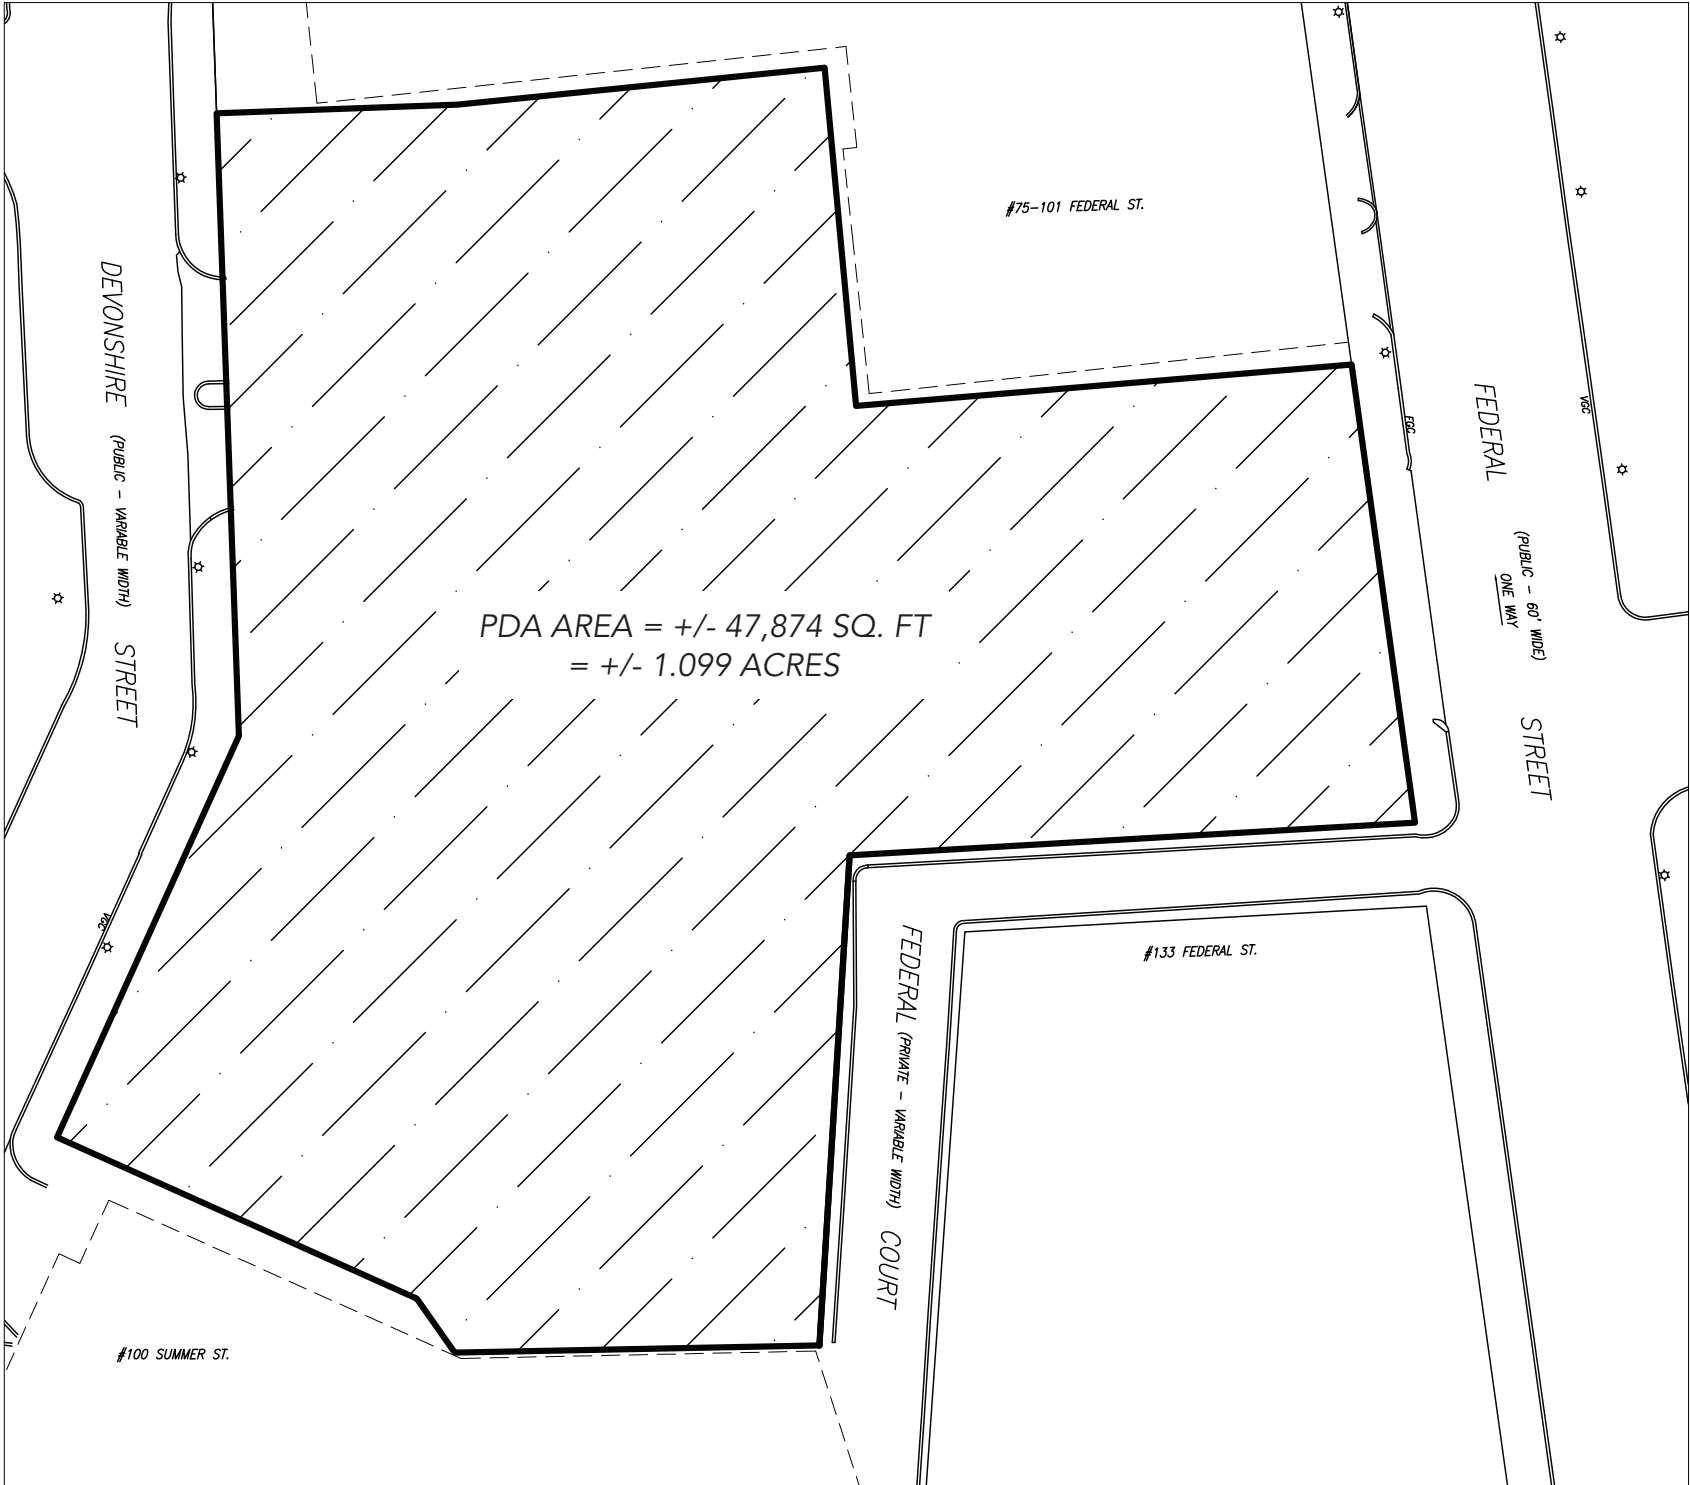 #75-101 FEDERAL ST.
DEVONSHIRE (PUBLIC - VARIABLE WIDTH) STREET
FEDERAL (PUBLIC - 60' WIDE) STREET
ONE WAY
VGC
FGC
PDA AREA = +/- 47,874 SQ. FT
= +/- 1.099 ACRES
VGC
FEDERAL (PRIVATE - VARIABLE WIDTH) COURT
#133 FEDERAL ST.
#100 SUMMER ST.